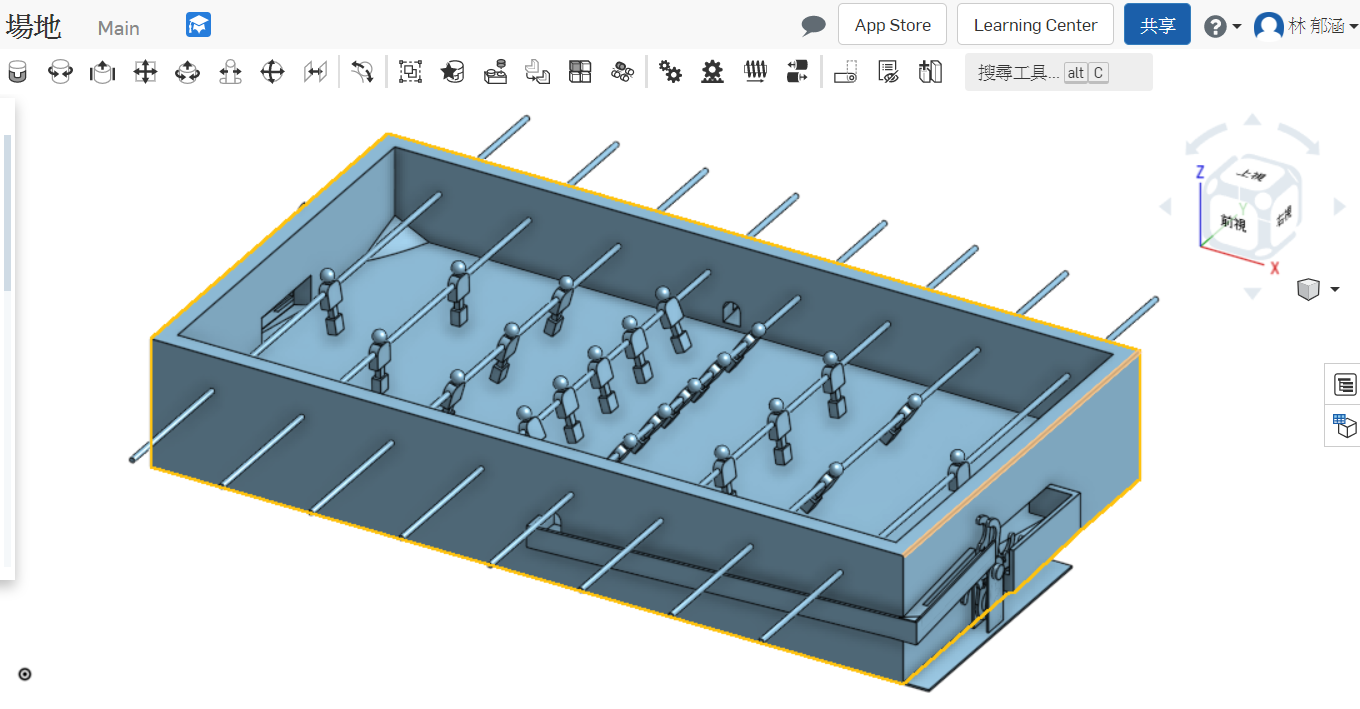 場地 Main App Store Learning Center 共享 林 郁涵
搜尋工具... alt C
Z
上視
Y
前視 右視
X